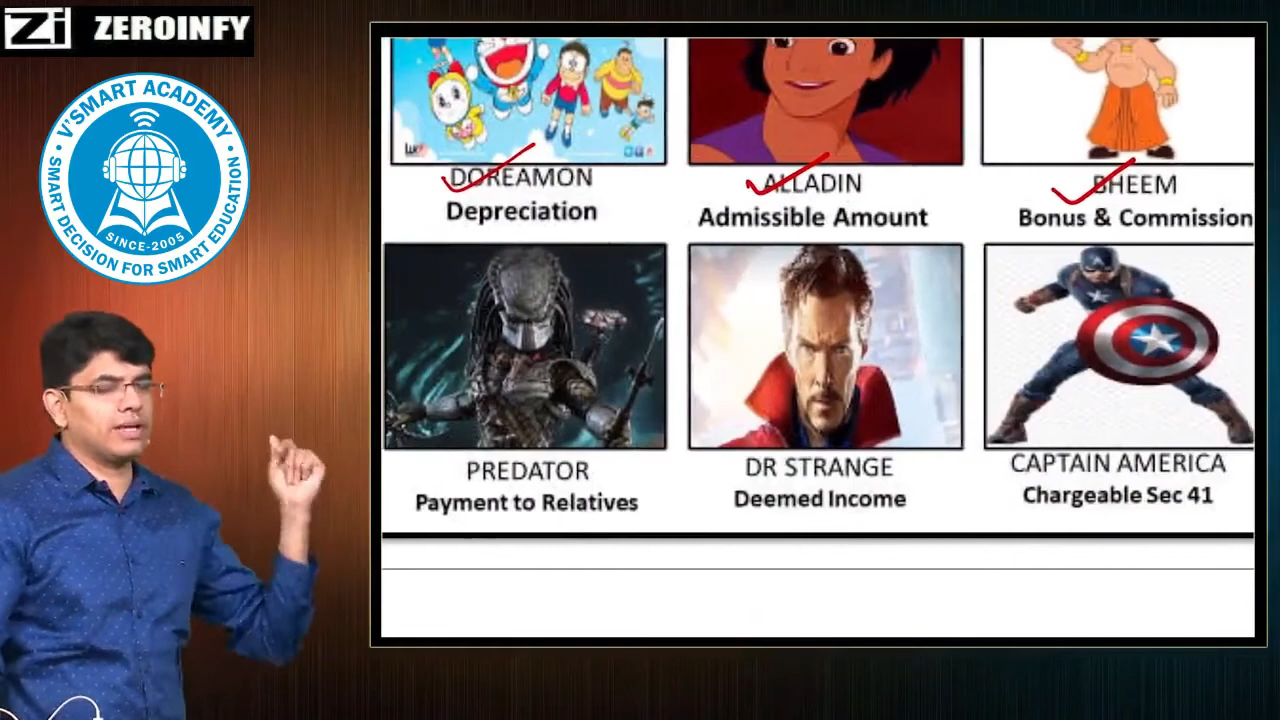 Zi ZEROINFY
V'SMART ACADEMY
SMART DECISION FOR SMART EDUCATION
SINCE-2005
DOREAMON
Depreciation
ALLADIN
Admissible Amount
BHEEM
Bonus & Commission
PREDATOR
Payment to Relatives
DR STRANGE
Deemed Income
CAPTAIN AMERICA
Chargeable Sec 41